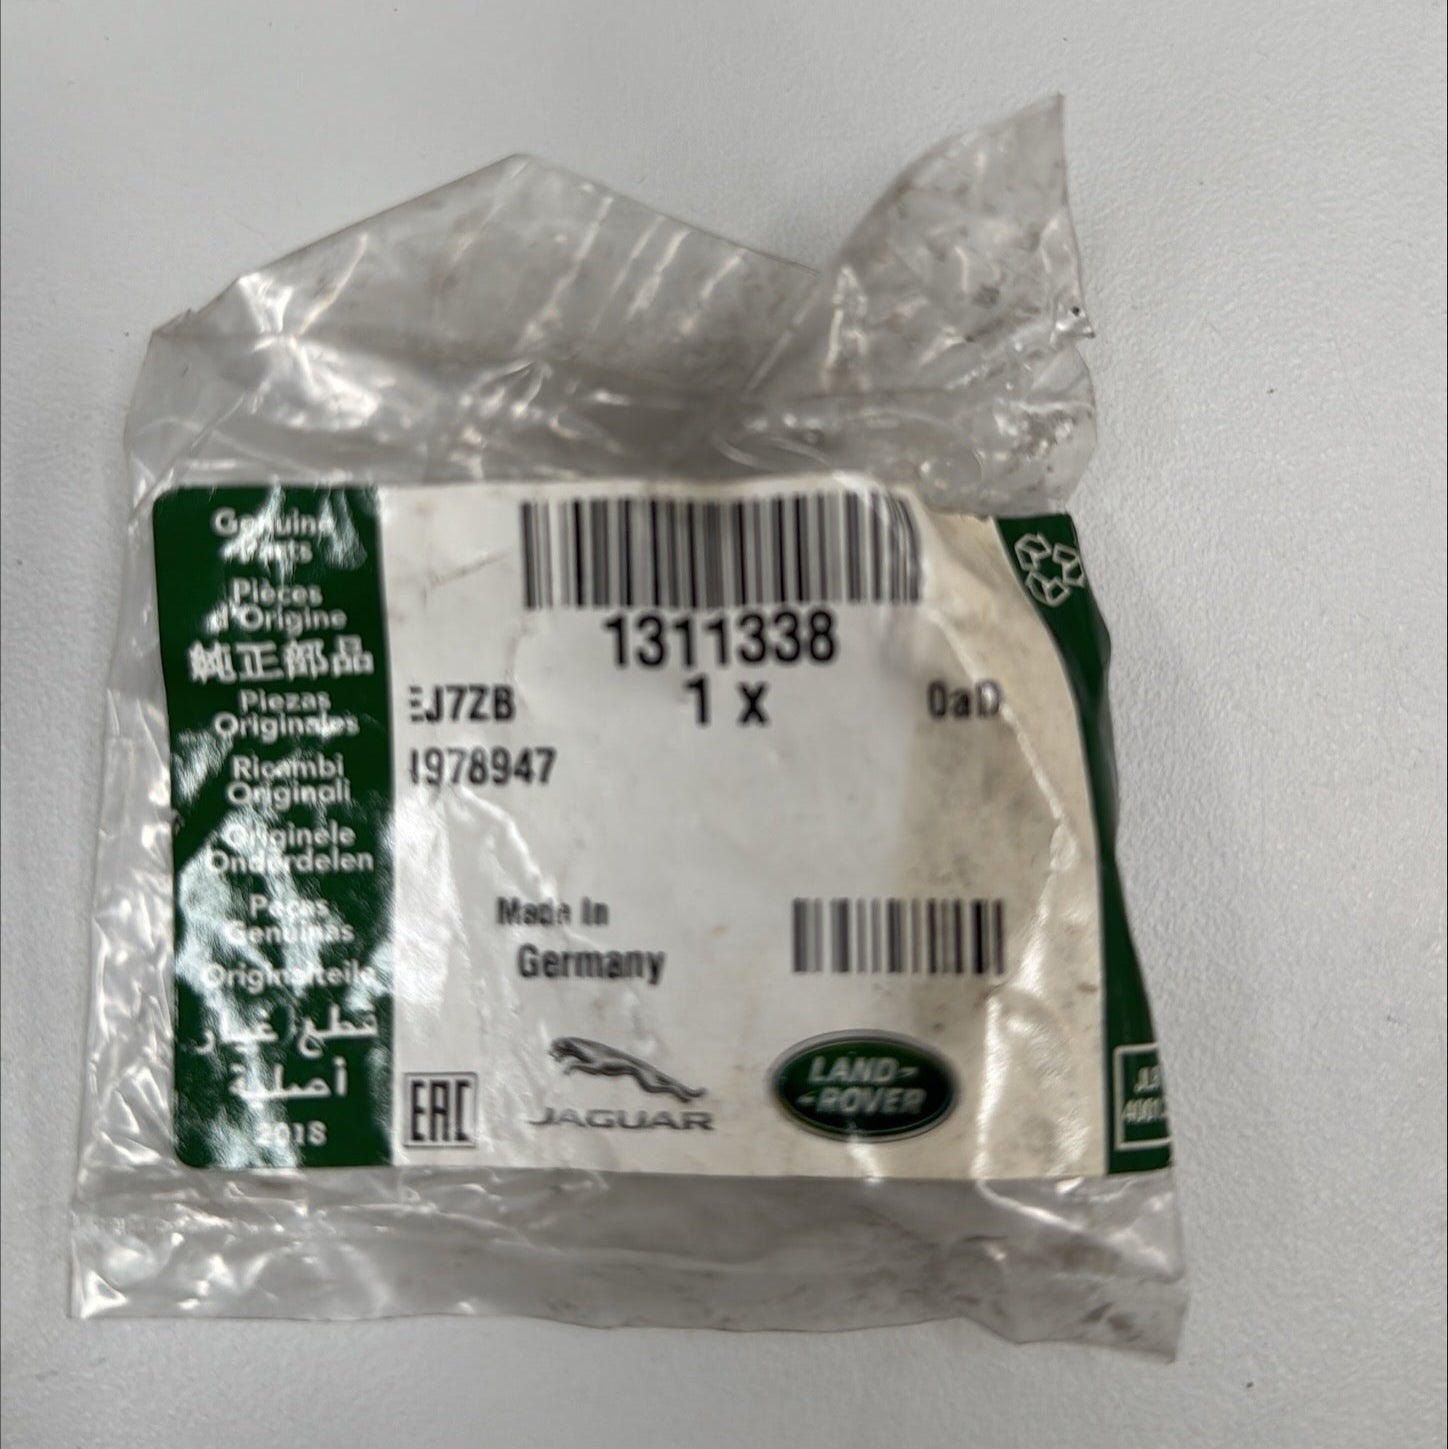 Genuine
Parts
Pièces
d'Origine
純正部品
Piezas
Originales
Ricambi
Originali
Originele
Onderdelen
Peças
Genuínas
Originalteile
قطع غيار
أصلية
2018
1311338
1 x
EJ7ZB
0aD
1978947
Made In
Germany
EAC
JAGUAR
LAND-
-ROVER